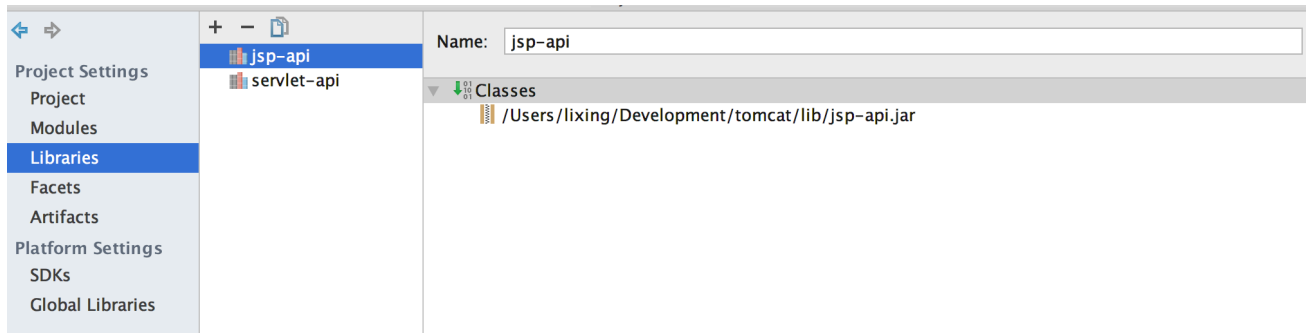 Project Settings
Project
Modules
Libraries
Facets
Artifacts
Platform Settings
SDKs
Global Libraries
jsp-api
servlet-api
Name: jsp-api
Classes
/Users/lixing/Development/tomcat/lib/jsp-api.jar